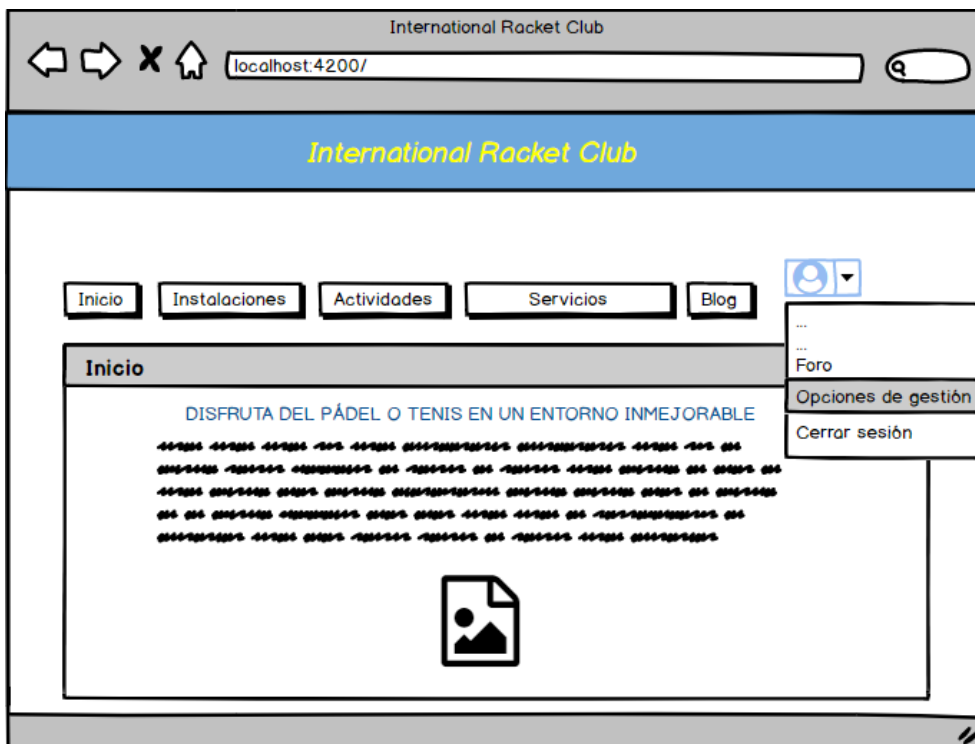 International Racket Club
localhost:4200/
International Racket Club
Inicio
Instalaciones
Actividades
Servicios
Blog
...
...
Foro
Opciones de gestión
Cerrar sesión
Inicio
DISFRUTA DEL PÁDEL O TENIS EN UN ENTORNO INMEJORABLE